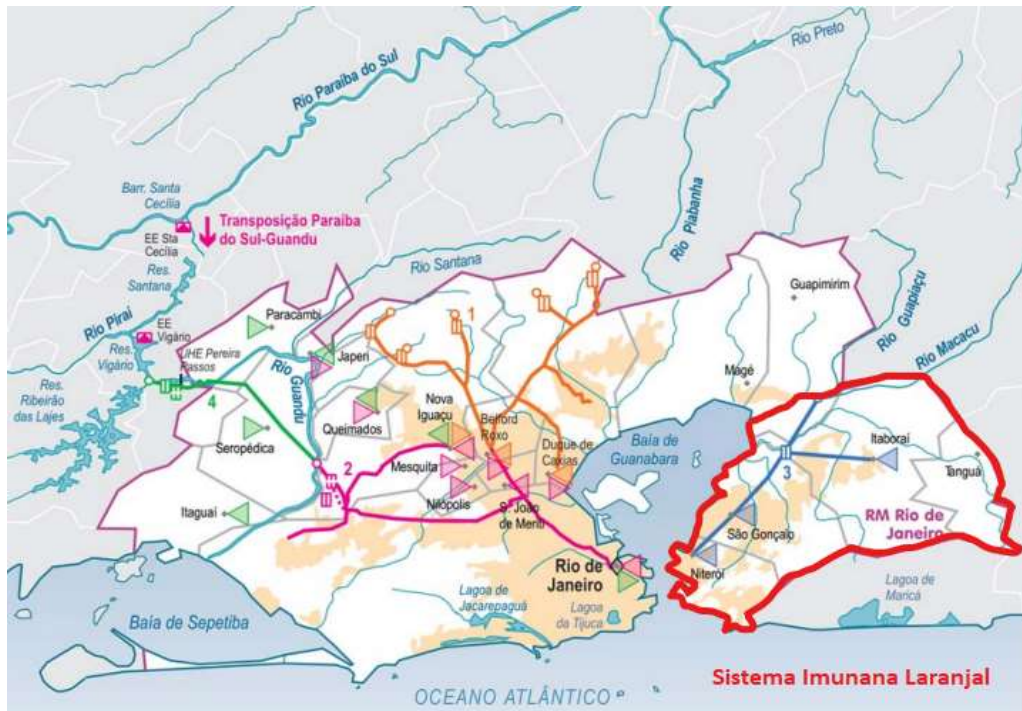 Rio Preto
Rio Paraíba do Sul
Barr. Santa
Cecília
Transposição Paraíba
do Sul-Guandu
EE Sta
Cecília
Res.
Santana
Rio Santana
Rio Piabanha
Guapimirim
Rio Guapiaçu
Rio Macacu
Rio Piraí
EE
Vigário
Res.
Vigário
Paracambi
UHE Pereira
Passos
Japeri
1
Magé
Res.
Ribeirão
das Lajes
4
Rio
Guandu
Nova
Iguaçu
Belford
Roxo
Queimados
Seropédica
Duque de
Caxias
Baía de
Guanabara
Itaboraí
Tanguá
2
Mesquita
3
Nilópolis
S. João
de Meriti
Itaguaí
São Gonçalo
RM Rio de
Janeiro
Niterói
Rio de
Janeiro
Lagoa de
Jacarepaguá
Lagoa
da Tijuca
Lagoa de
Maricá
Baía de Sepetiba
Sistema Imunana Laranjal
OCEANO ATLÂNTICO